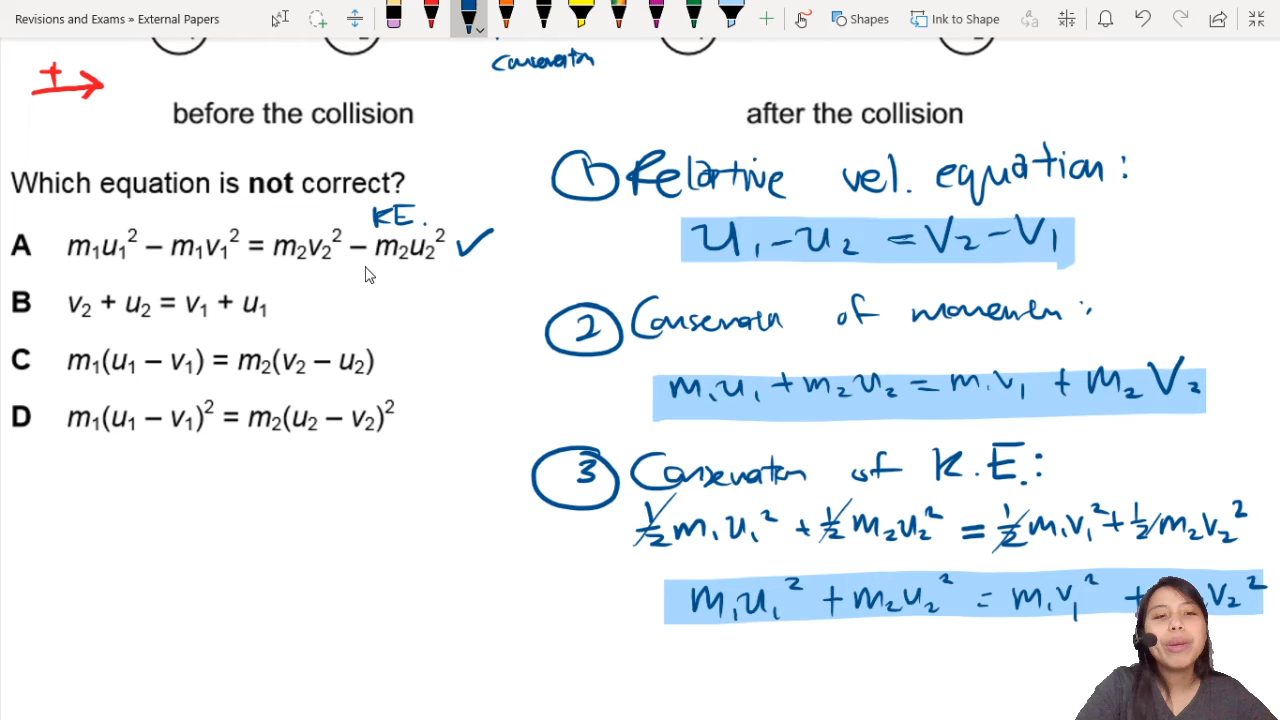 Revisions and Exams » External Papers
Shapes
Ink to Shape
+
before the collision
after the collision
Which equation is not correct?
KE.
A m₁u₁² – m₁v₁² = m₂v₂² – m₂u₂² ✓
B v₂ + u₂ = v₁ + u₁
C m₁(u₁ – v₁) = m₂(v₂ – u₂)
D m₁(u₁ – v₁)² = m₂(u₂ – v₂)²
① Relative vel. equation:
u₁ – u₂ = v₂ – v₁
② of
m₁u₁ + m₂u₂ = m₁v₁ + m₂v₂
③ Conservation of K.E.:
½m₁u₁² + ½m₂u₂² = ½m₁v₁² + ½m₂v₂²
m₁u₁² + m₂u₂² = m₁v₁² + v₂²